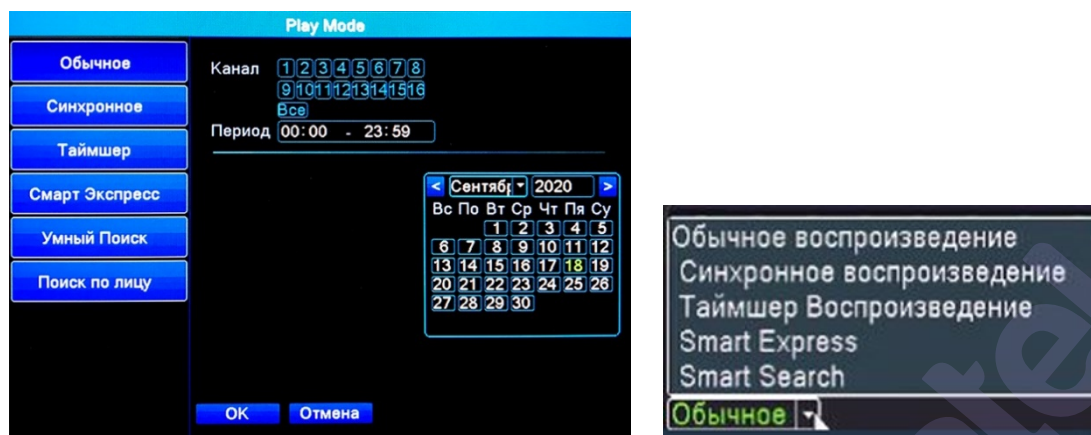 Play Mode
Обычное
Синхронное
Таймшер
Смарт Экспресс
Умный Поиск
Поиск по лицу
Канал 1 2 3 4 5 6 7 8
9 10 11 12 13 14 15 16
Все
Период 00:00 - 23:59
< Сентябр 2020 >
Вс По Вт Ср Чт Пя Су
1 2 3 4 5
6 7 8 9 10 11 12
13 14 15 16 17 18 19
20 21 22 23 24 25 26
27 28 29 30
OK Отмена
Обычное воспроизведение
Синхронное воспроизведение
Таймшер Воспроизведение
Smart Express
Smart Search
Обычное